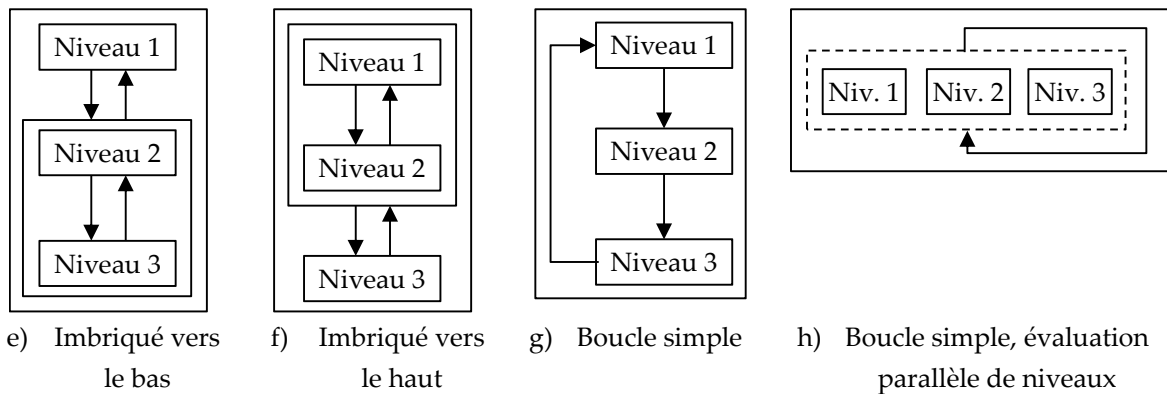 Niveau 1
Niveau 2
Niveau 3
e) Imbriqué vers
le bas
Niveau 1
Niveau 2
Niveau 3
f) Imbriqué vers
le haut
Niveau 1
Niveau 2
Niveau 3
g) Boucle simple
Niv. 1 Niv. 2 Niv. 3
h) Boucle simple, évaluation
parallèle de niveaux